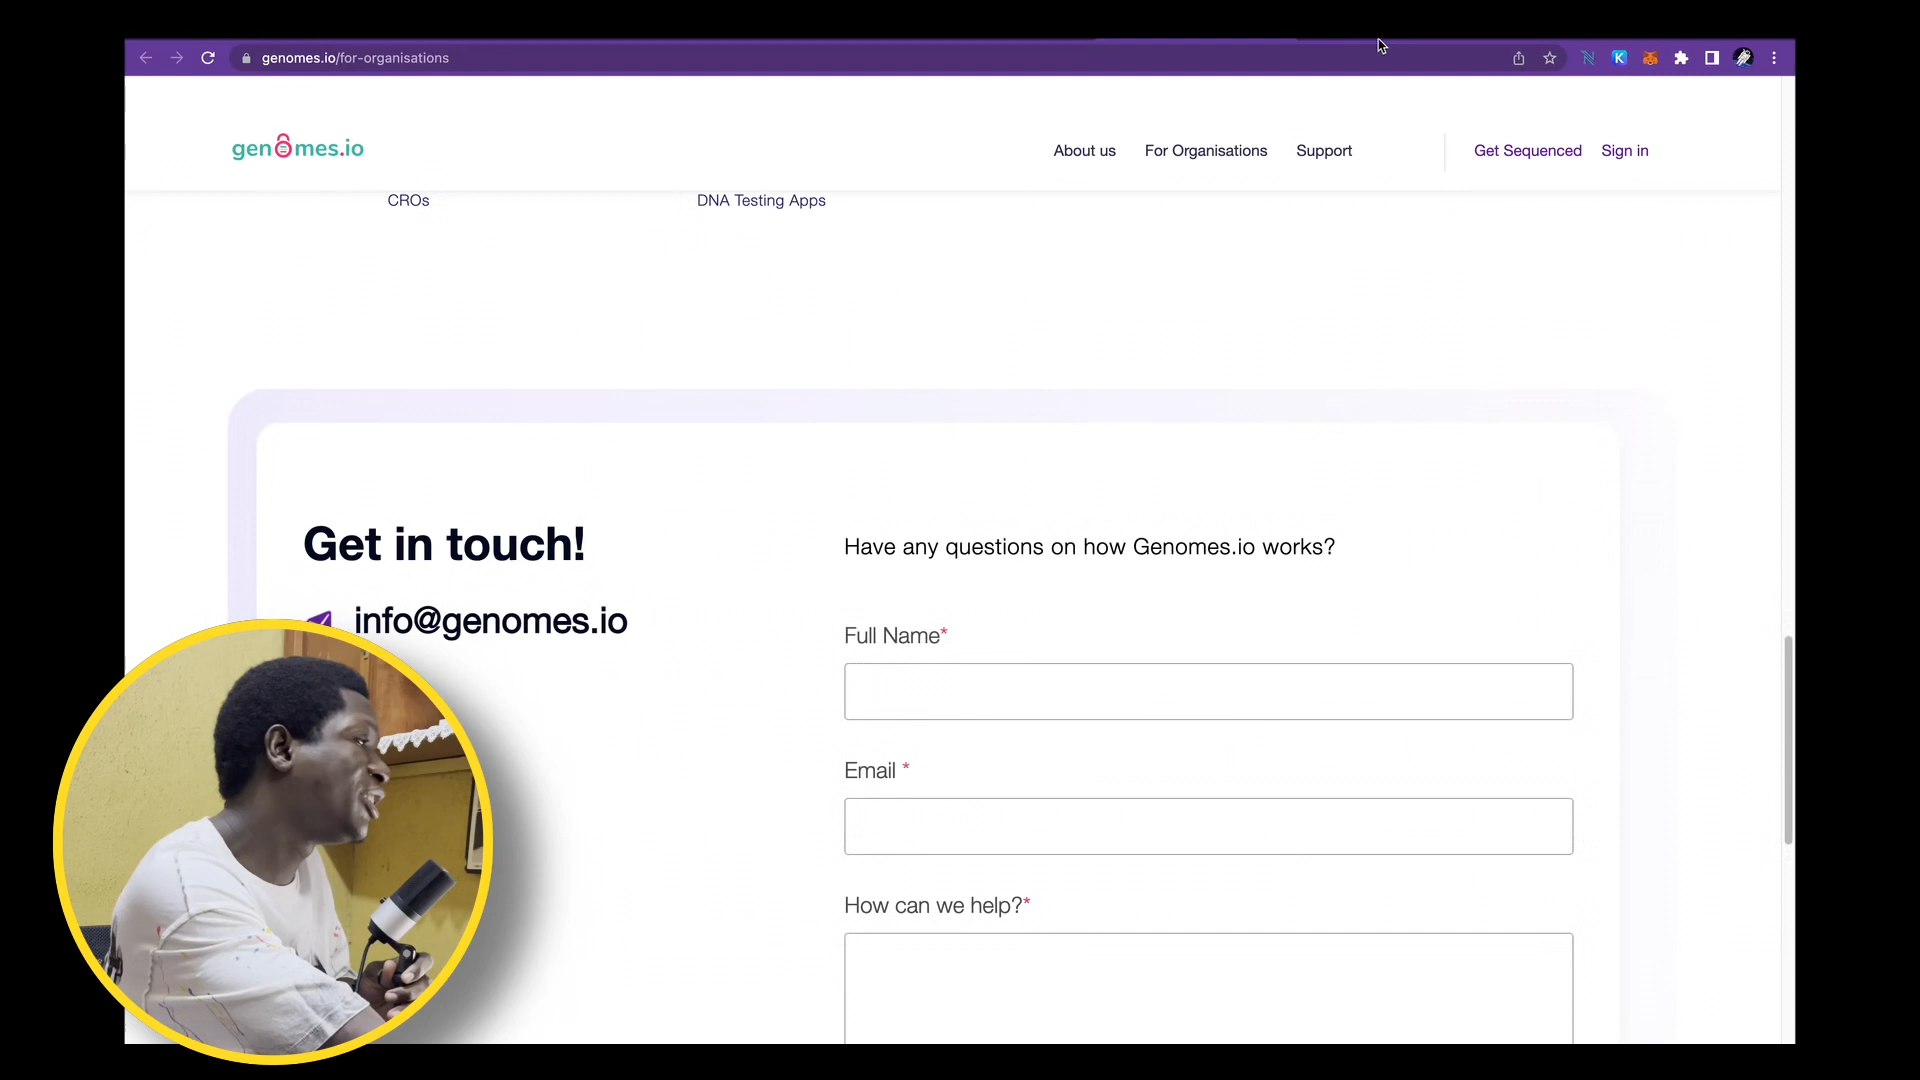 genomes.io/for-organisations
genomes.io
About us
For Organisations
Support
Get Sequenced
Sign in
CROs
DNA Testing Apps
Get in touch!
info@genomes.io
Have any questions on how Genomes.io works?
Full Name*
Email *
How can we help?*